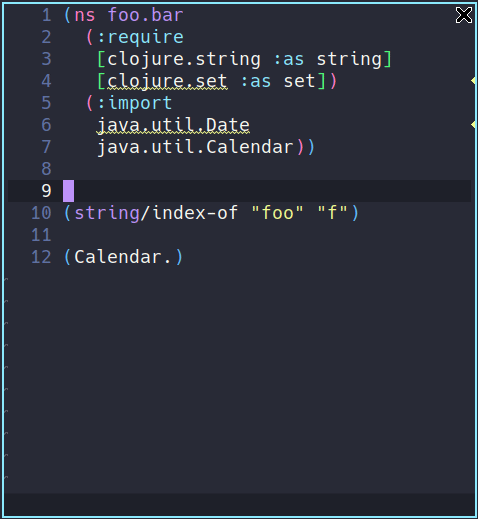 1 (ns foo.bar
2   (:require
3    [clojure.string :as string]
4    [clojure.set :as set])
5   (:import
6    java.util.Date
7    java.util.Calendar))
8
9
10 (string/index-of "foo" "f")
11
12 (Calendar.)